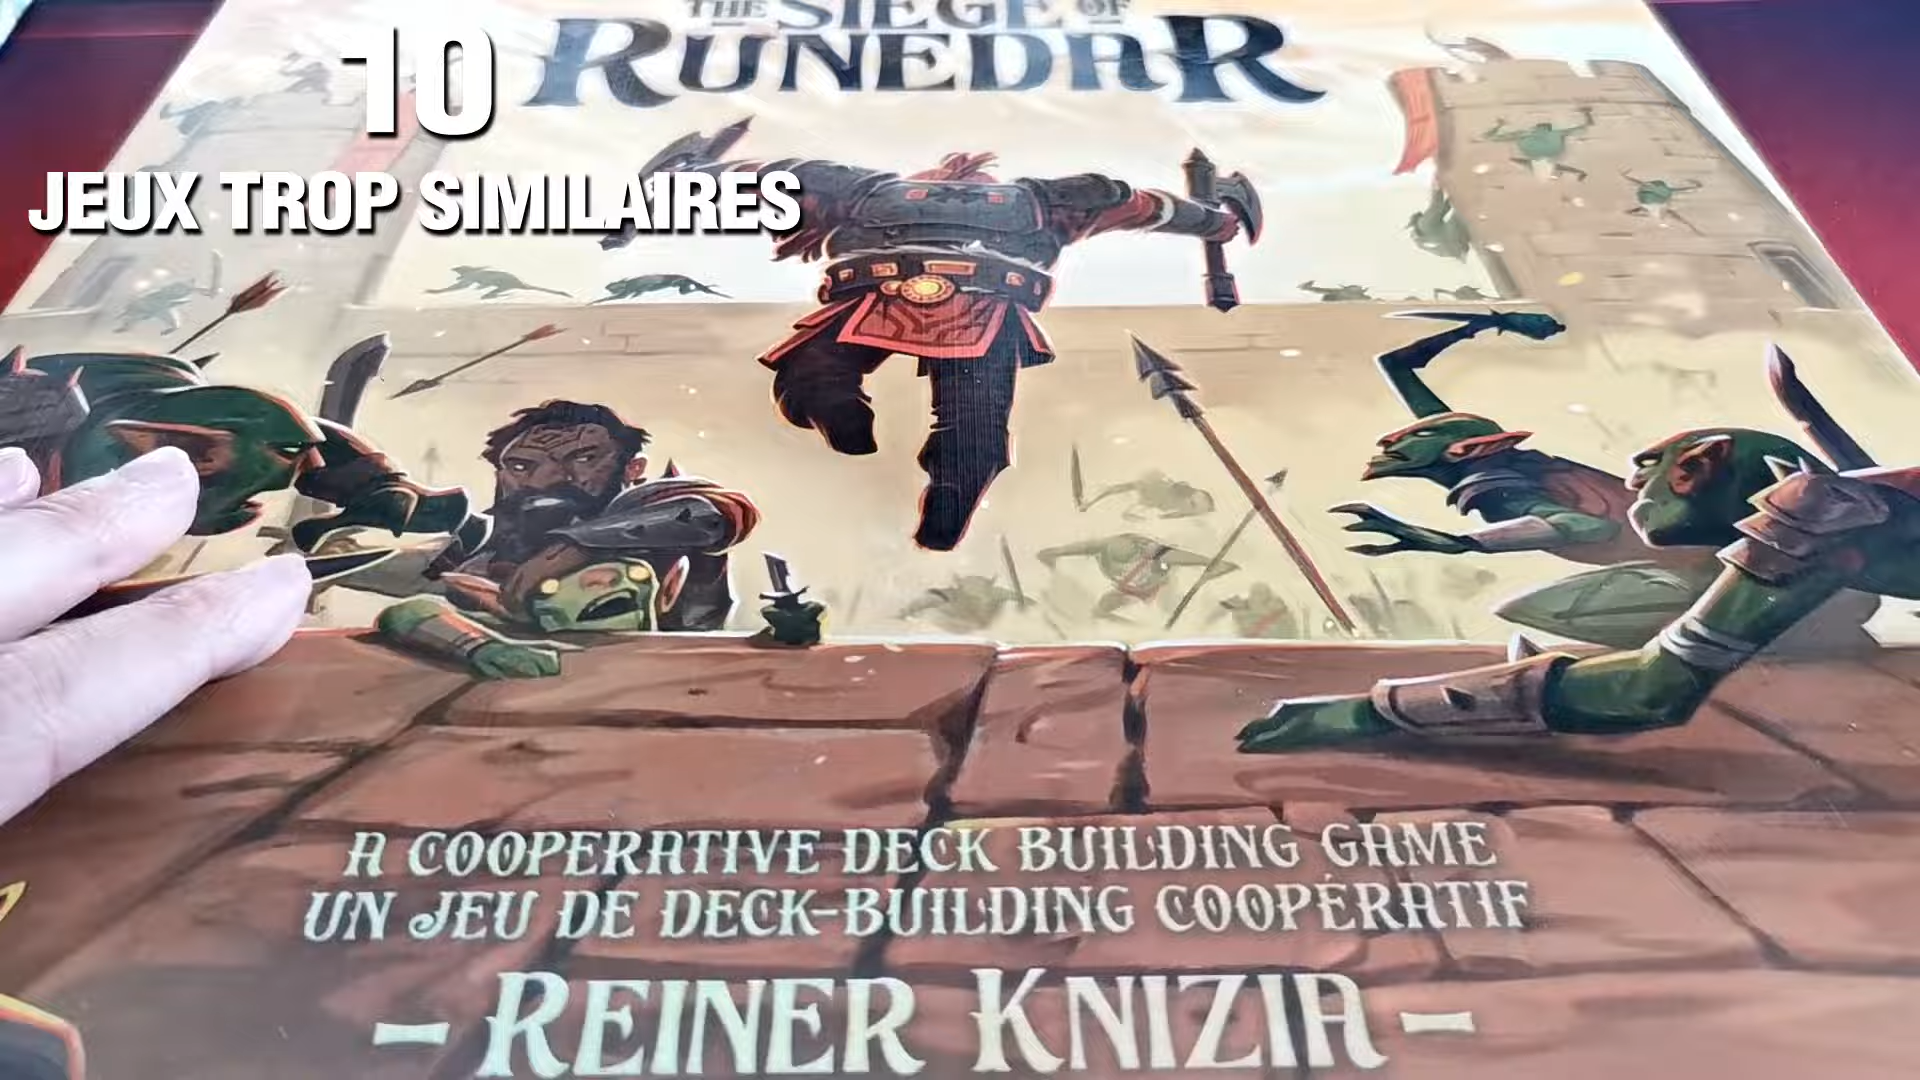 10
JEUX TROP SIMILAIRES
THE SIEGE OF
RUNEDAR
A COOPERATIVE DECK BUILDING GAME
UN JEU DE DECK-BUILDING COOPÉRATIF
- REINER KNIZIA -